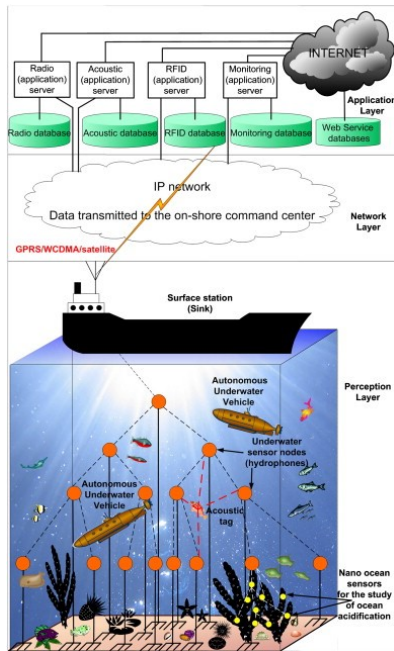 INTERNET
Radio
(application)
server
Acoustic
(application)
server
RFID
(application)
server
Monitoring
(application)
server
Application
Layer
Radio database
Acoustic database
RFID database
Monitoring database
Web Service
databases
IP network
Data transmitted to the on-shore command center
Network
Layer
GPRS/WCDMA/satellite
Surface station
(Sink)
Perception
Layer
Autonomous
Underwater
Vehicle
Underwater
sensor nodes
(hydrophones)
Autonomous
Underwater
Vehicle
Acoustic
tag
Nano ocean
sensors
for the study
of ocean
acidification